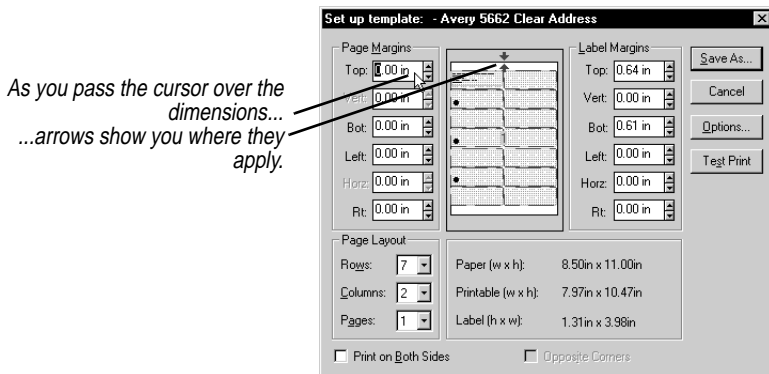 Set up template: - Avery 5662 Clear Address
As you pass the cursor over the
dimensions...
...arrows show you where they
apply.
Page Margins
Top: 0.00 in
Vert: 0.00 in
Bot: 0.00 in
Left: 0.00 in
Horz: 0.00 in
Rt: 0.00 in
Label Margins
Top: 0.64 in
Vert: 0.00 in
Bot: 0.61 in
Left: 0.00 in
Horz: 0.00 in
Rt: 0.00 in
Save As...
Cancel
Options...
Test Print
Page Layout
Rows: 7
Columns: 2
Pages: 1
Paper (w x h): 8.50in x 11.00in
Printable (w x h): 7.97in x 10.47in
Label (h x w): 1.31in x 3.98in
Print on Both Sides
Opposite Corners